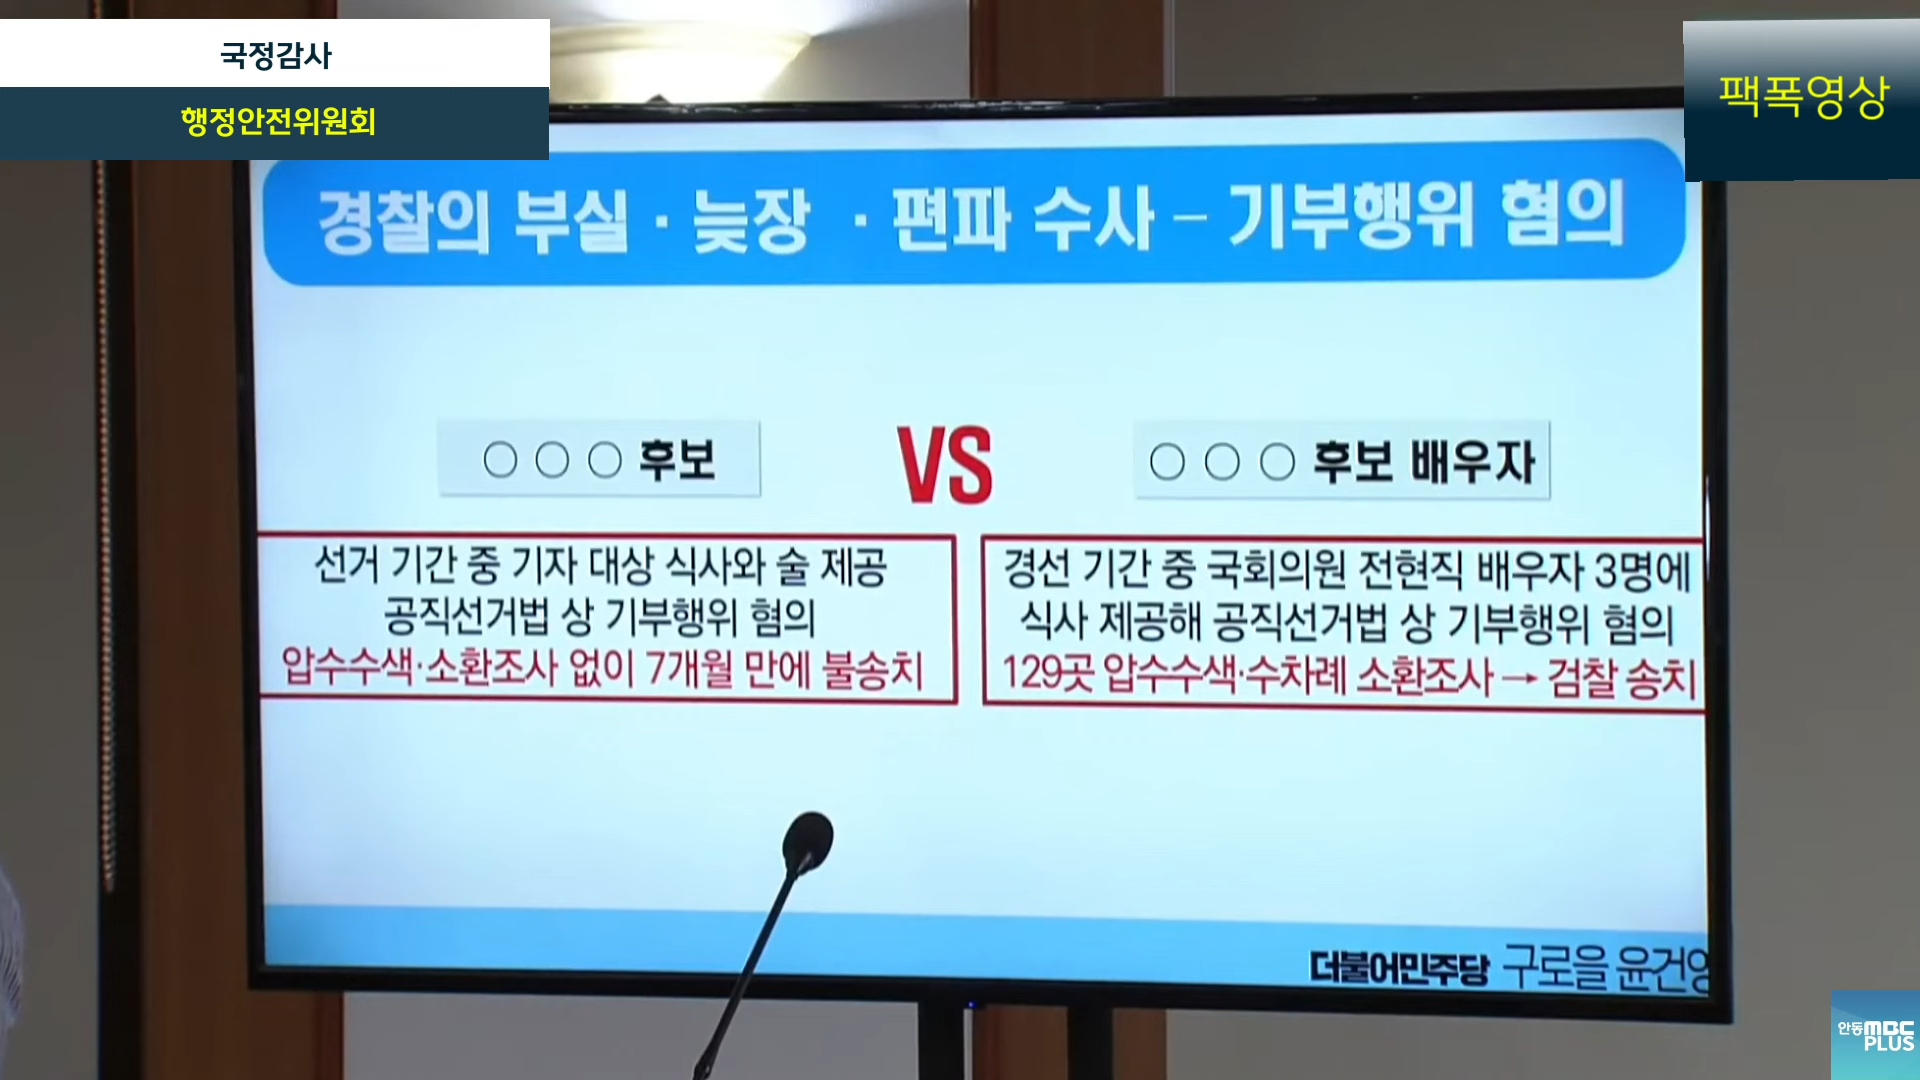 국정감사
행정안전위원회
팩폭영상
경찰의 부실 · 늦장 · 편파 수사 – 기부행위 혐의
○ ○ ○ 후보
VS
○ ○ ○ 후보 배우자
선거 기간 중 기자 대상 식사와 술 제공
공직선거법 상 기부행위 혐의
압수수색·소환조사 없이 7개월 만에 불송치
경선 기간 중 국회의원 전현직 배우자 3명에
식사 제공해 공직선거법 상 기부행위 혐의
129곳 압수수색·수차례 소환조사 → 검찰 송치
더불어민주당 구로을 윤건영
안동MBC
PLUS